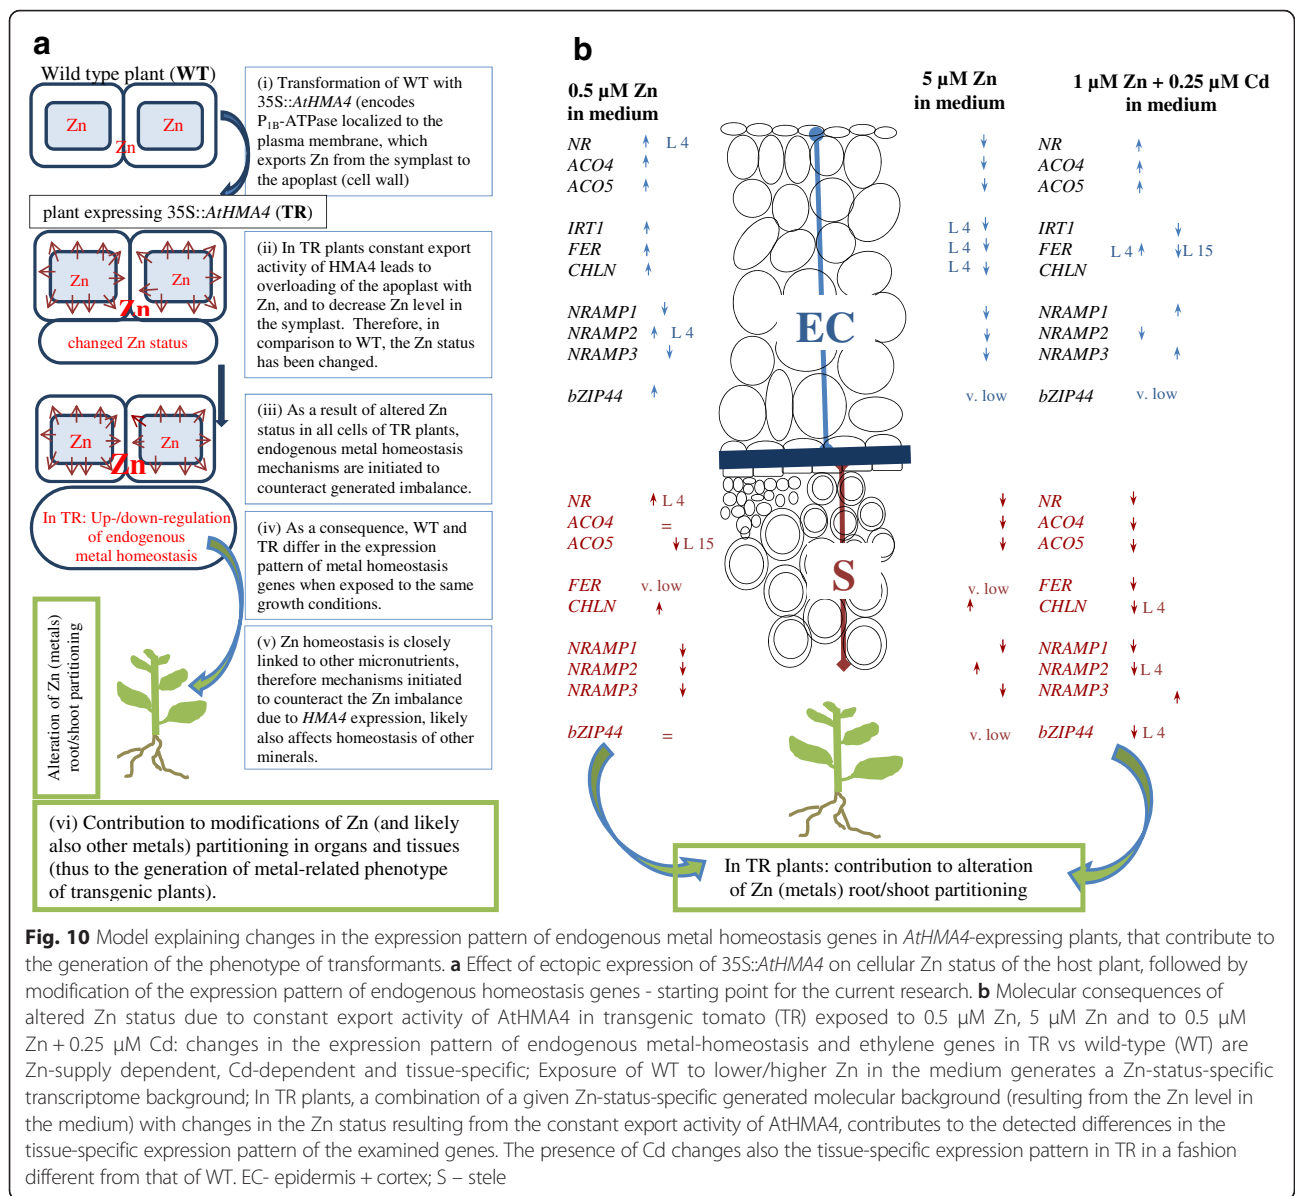 a
Wild type plant (WT)
Zn
Zn
Zn
(i) Transformation of WT with
35S::AtHMA4 (encodes
P1B-ATPase localized to the
plasma membrane, which
exports Zn from the symplast to
the apoplast (cell wall)
plant expressing 35S::AtHMA4 (TR)
Zn
Zn
Zn
changed Zn status
(ii) In TR plants constant export
activity of HMA4 leads to
overloading of the apoplast with
Zn, and to decrease Zn level in
the symplast. Therefore, in
comparison to WT, the Zn status
has been changed.
Zn
Zn
Zn
(iii) As a result of altered Zn
status in all cells of TR plants,
endogenous metal homeostasis
mechanisms are initiated to
counteract generated imbalance.
In TR: Up-/down-regulation
of endogenous
metal homeostasis
(iv) As a consequence, WT and
TR differ in the expression
pattern of metal homeostasis
genes when exposed to the same
growth conditions.
Alteration of Zn (metals)
root/shoot partitioning
(v) Zn homeostasis is closely
linked to other micronutrients,
therefore mechanisms initiated
to counteract the Zn imbalance
due to HMA4 expression, likely
also affects homeostasis of other
minerals.
(vi) Contribution to modifications of Zn (and likely
also other metals) partitioning in organs and tissues
(thus to the generation of metal-related phenotype
of transgenic plants).
b
0.5 µM Zn
in medium
5 µM Zn
in medium
1 µM Zn + 0.25 µM Cd
in medium
NR ↑ L 4 ↓ NR ↑
ACO4 ↑ ↓ ACO4 ↑
ACO5 ↑ ↓ ACO5 ↑
IRT1 ↑ L 4 ↓ IRT1 ↓
FER ↑ L 4 ↓ FER L 4 ↑ ↓ L 15
CHLN ↑ L 4 ↓ CHLN
NRAMP1 ↓ ↓ NRAMP1 ↑
NRAMP2 ↑ L 4 ↓ NRAMP2 ↓
NRAMP3 ↓ ↓ NRAMP3 ↑
bZIP44 ↑ v. low bZIP44 v. low
EC
NR ↑ L 4 ↓ NR ↓
ACO4 = ↓ ACO4 ↓
ACO5 ↓ L 15 ↓ ACO5 ↓
S
FER v. low v. low FER ↓
CHLN ↑ ↑ CHLN ↓ L 4
NRAMP1 ↓ ↓ NRAMP1 ↓
NRAMP2 ↓ ↑ NRAMP2 ↓ L 4
NRAMP3 ↓ ↓ NRAMP3 ↑
bZIP44 = v. low bZIP44 ↓ L 4
In TR plants: contribution to alteration
of Zn (metals) root/shoot partitioning
Fig. 10 Model explaining changes in the expression pattern of endogenous metal homeostasis genes in AtHMA4-expressing plants, that contribute to
the generation of the phenotype of transformants. a Effect of ectopic expression of 35S::AtHMA4 on cellular Zn status of the host plant, followed by
modification of the expression pattern of endogenous homeostasis genes - starting point for the current research. b Molecular consequences of
altered Zn status due to constant export activity of AtHMA4 in transgenic tomato (TR) exposed to 0.5 µM Zn, 5 µM Zn and to 0.5 µM
Zn + 0.25 µM Cd: changes in the expression pattern of endogenous metal-homeostasis and ethylene genes in TR vs wild-type (WT) are
Zn-supply dependent, Cd-dependent and tissue-specific; Exposure of WT to lower/higher Zn in the medium generates a Zn-status-specific
transcriptome background; In TR plants, a combination of a given Zn-status-specific generated molecular background (resulting from the Zn level in
the medium) with changes in the Zn status resulting from the constant export activity of AtHMA4, contributes to the detected differences in the
tissue-specific expression pattern of the examined genes. The presence of Cd changes also the tissue-specific expression pattern in TR in a fashion
different from that of WT. EC- epidermis + cortex; S – stele